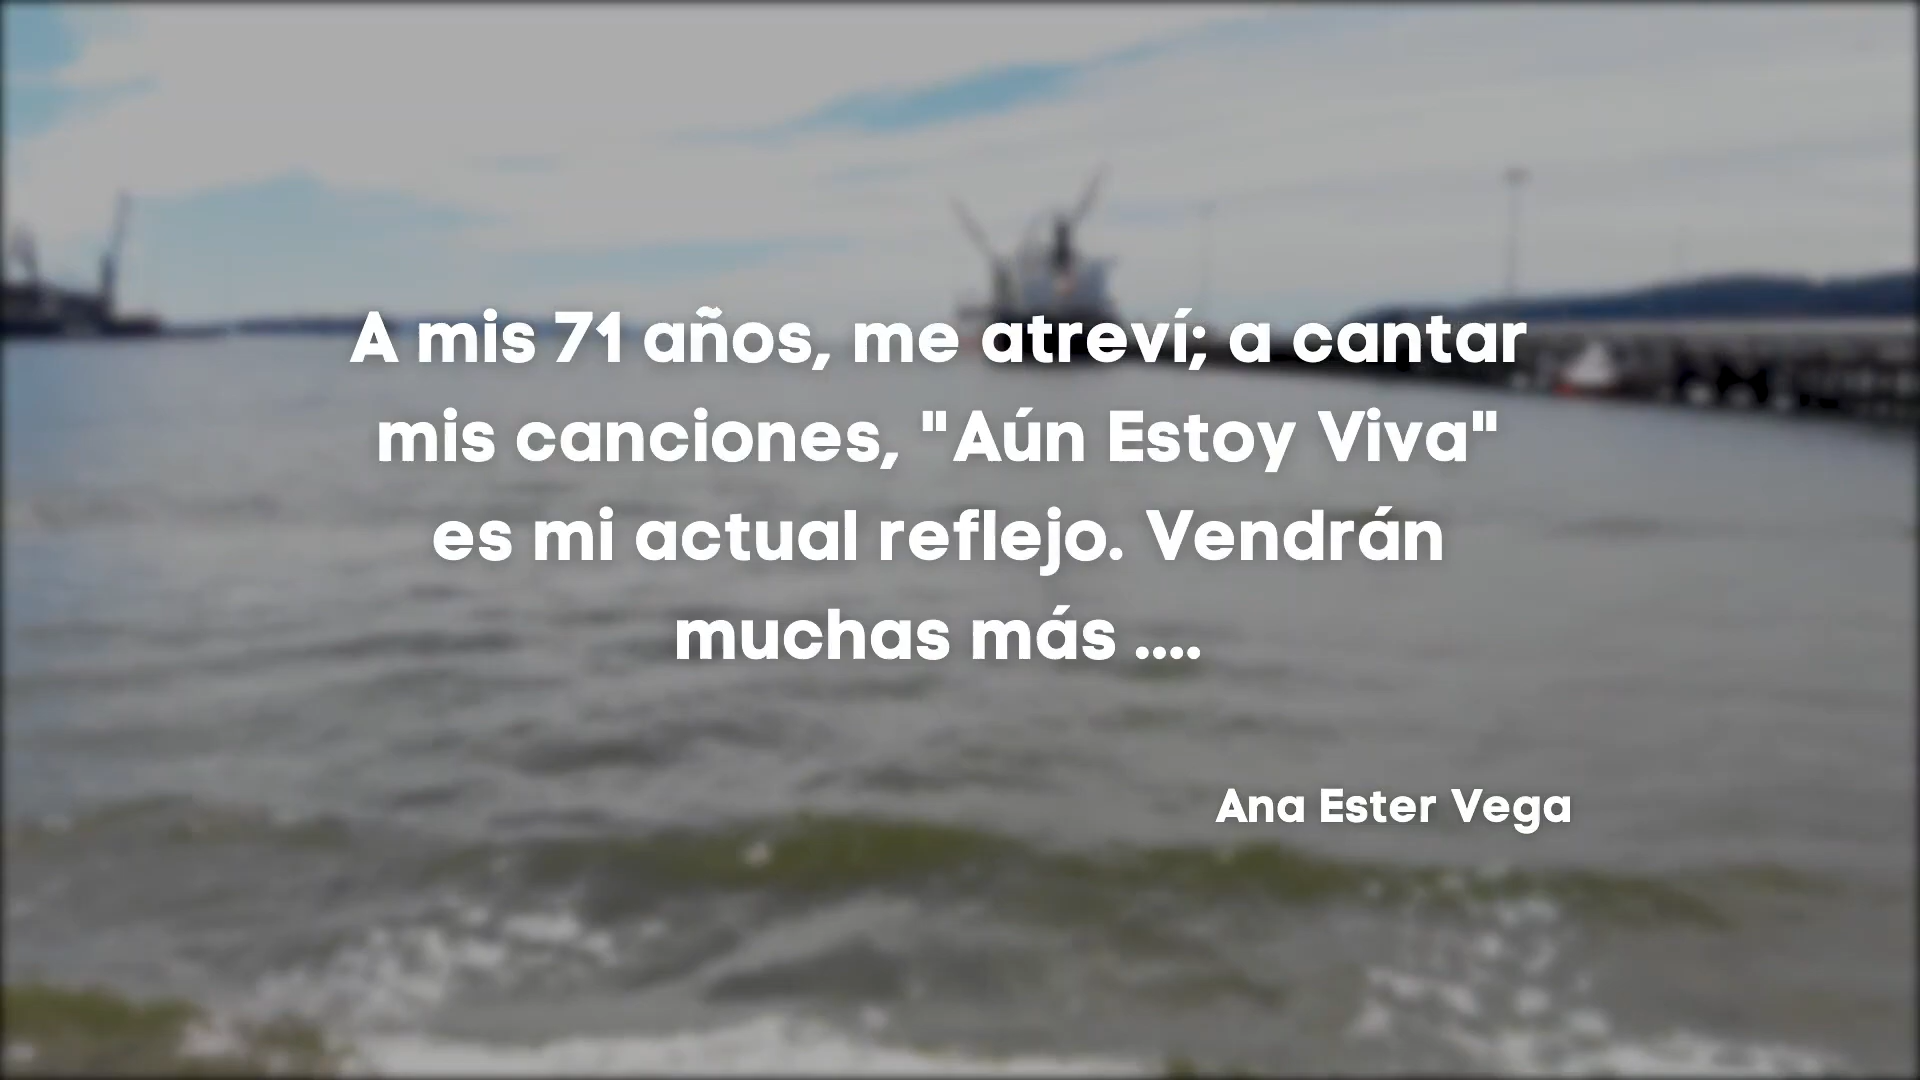 A mis 71 años, me atreví; a cantar
mis canciones, "Aún Estoy Viva"
es mi actual reflejo. Vendrán
muchas más ....
Ana Ester Vega